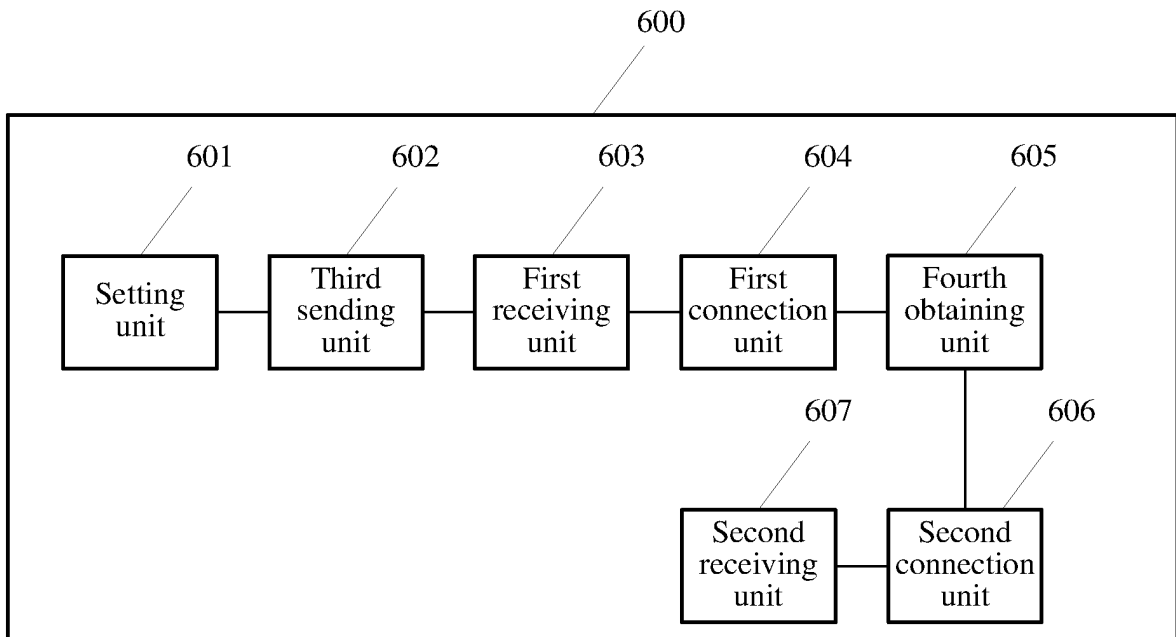 600
601
602
603
604
605
Setting
unit
Third
sending
unit
First
receiving
unit
First
connection
unit
Fourth
obtaining
unit
607
606
Second
receiving
unit
Second
connection
unit